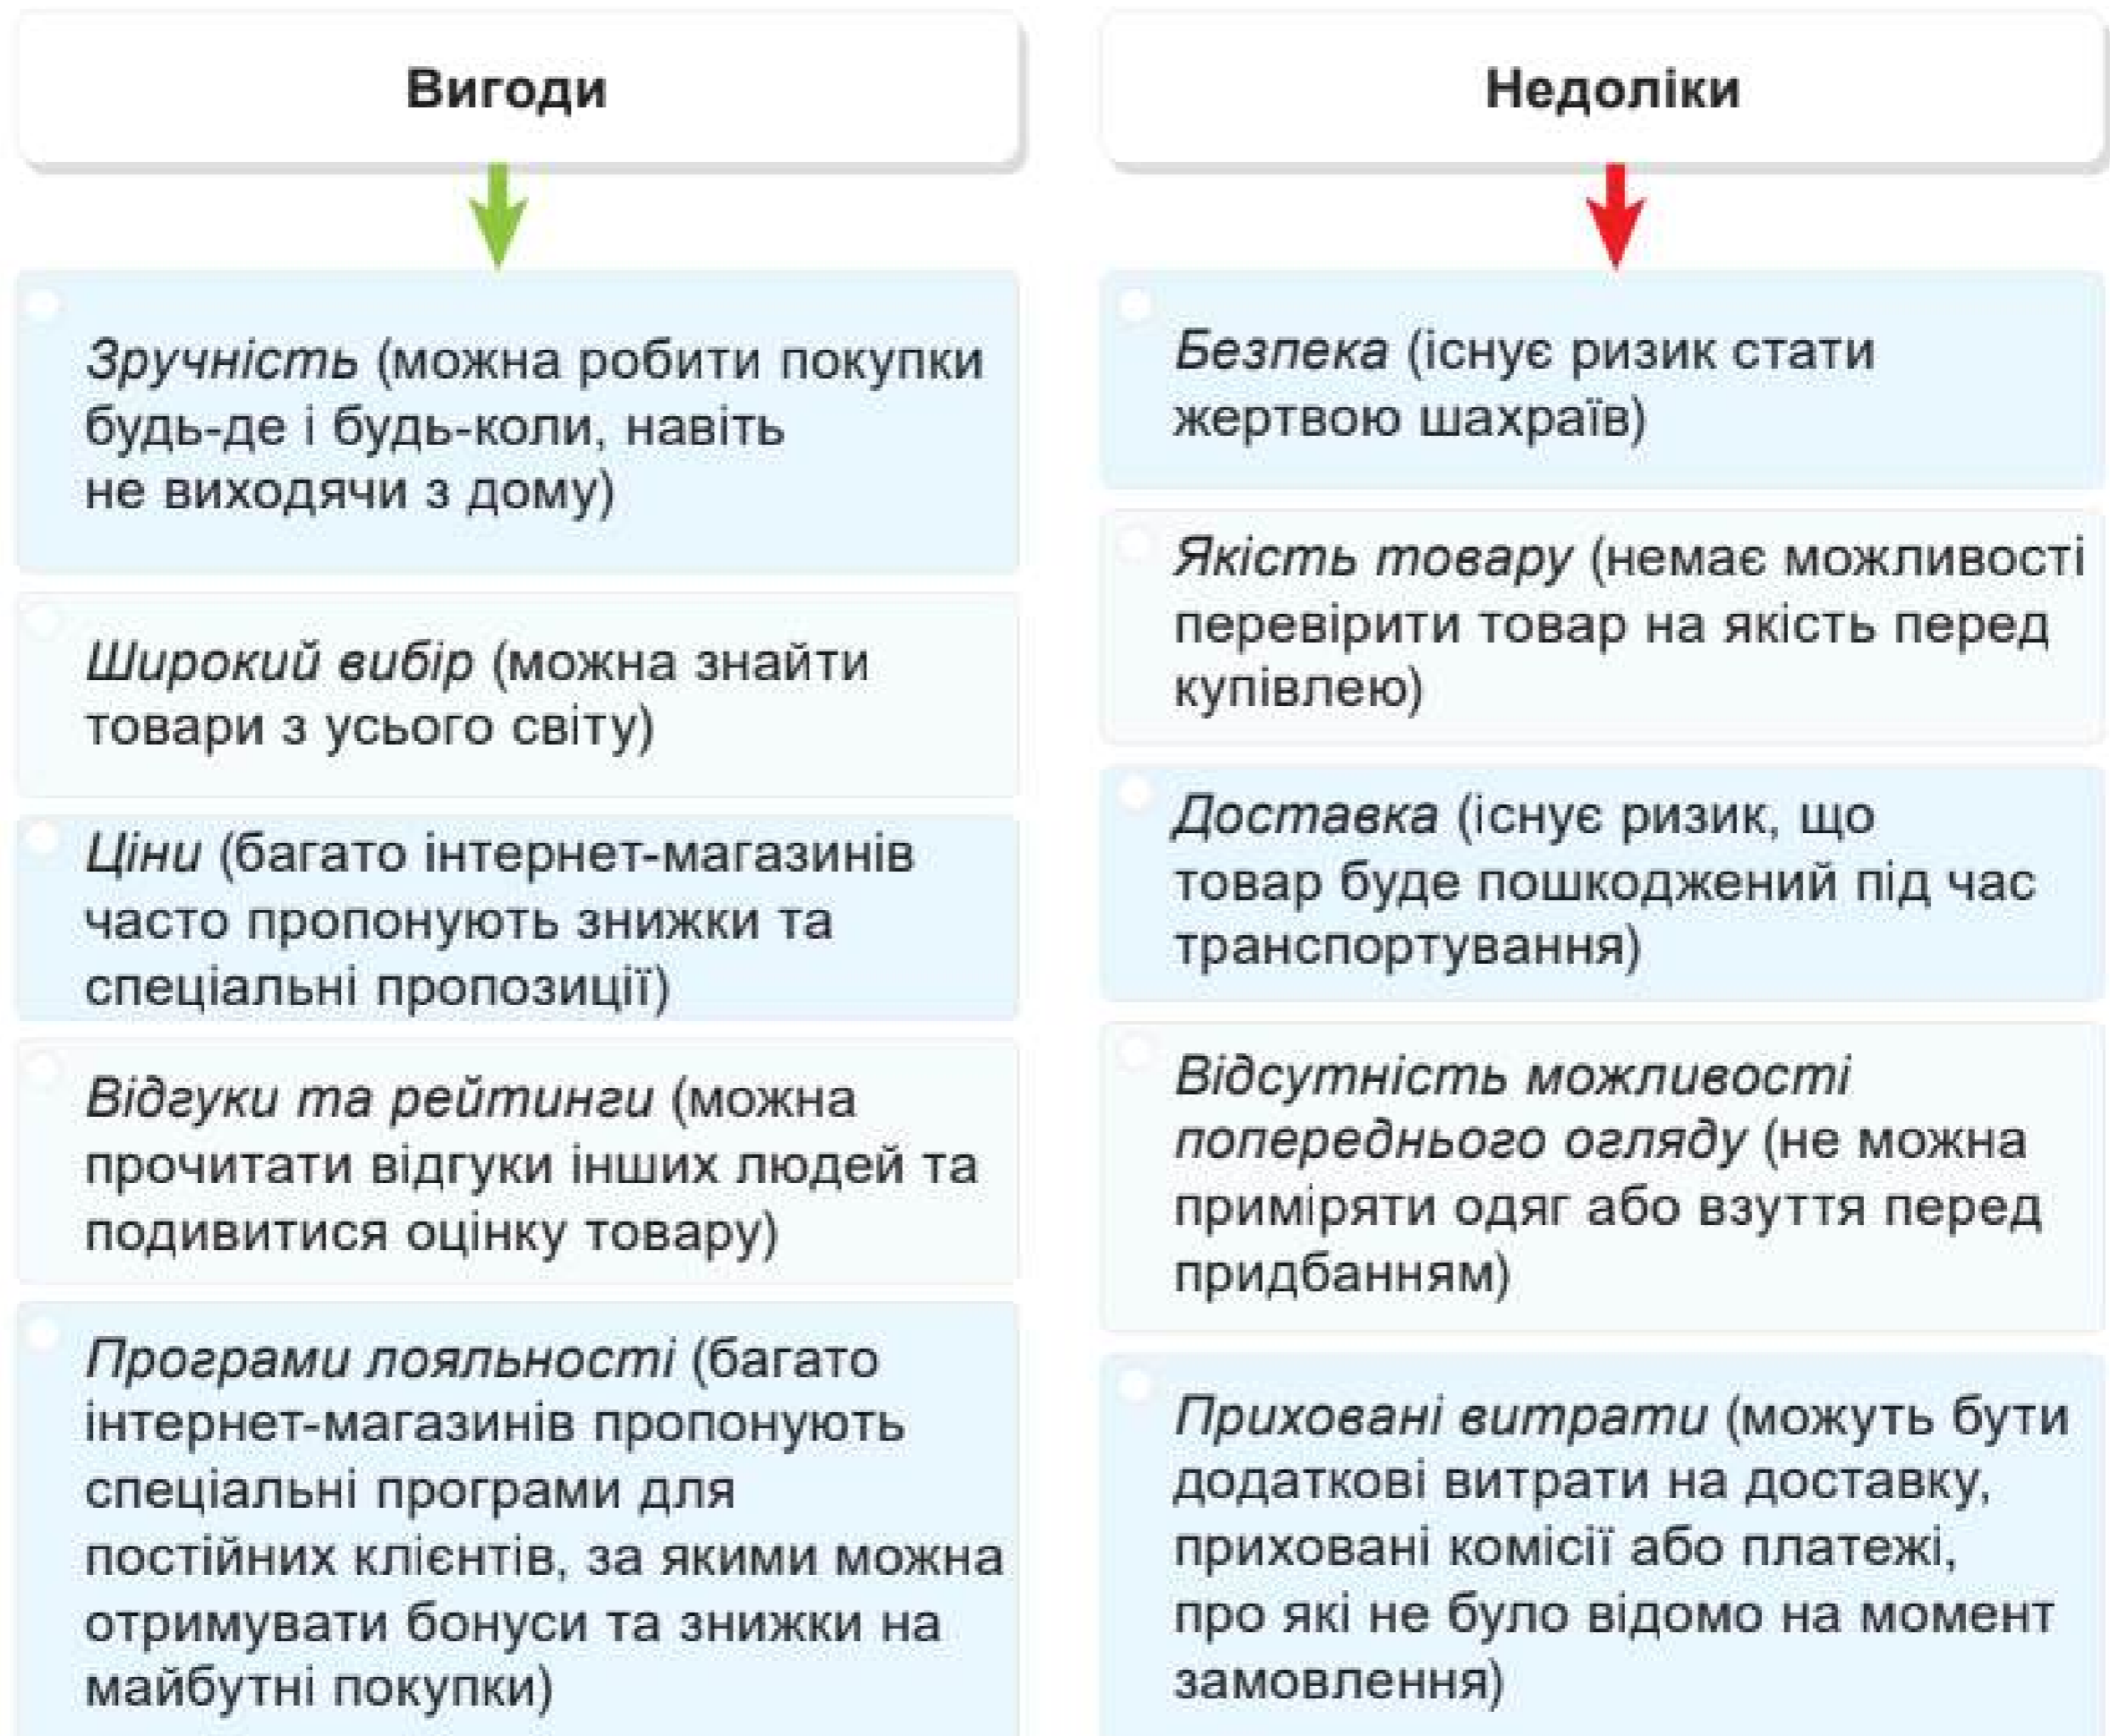 Вигоди
Зручність (можна робити покупки
будь-де і будь-коли, навіть
не виходячи з дому)
Широкий вибір (можна знайти
товари з усього світу)
Ціни (багато інтернет-магазинів
часто пропонують знижки та
спеціальні пропозиції)
Відгуки та рейтинги (можна
прочитати відгуки інших людей та
подивитися оцінку товару)
Програми лояльності (багато
інтернет-магазинів пропонують
спеціальні програми для
постійних клієнтів, за якими можна
отримувати бонуси та знижки на
майбутні покупки)
Недоліки
Безпека (існує ризик стати
жертвою шахраїв)
Якість товару (немає можливості
перевірити товар на якість перед
купівлею)
Доставка (існує ризик, що
товар буде пошкоджений під час
транспортування)
Відсутність можливості
попереднього огляду (не можна
приміряти одяг або взуття перед
придбанням)
Приховані витрати (можуть бути
додаткові витрати на доставку,
приховані комісії або платежі,
про які не було відомо на момент
замовлення)